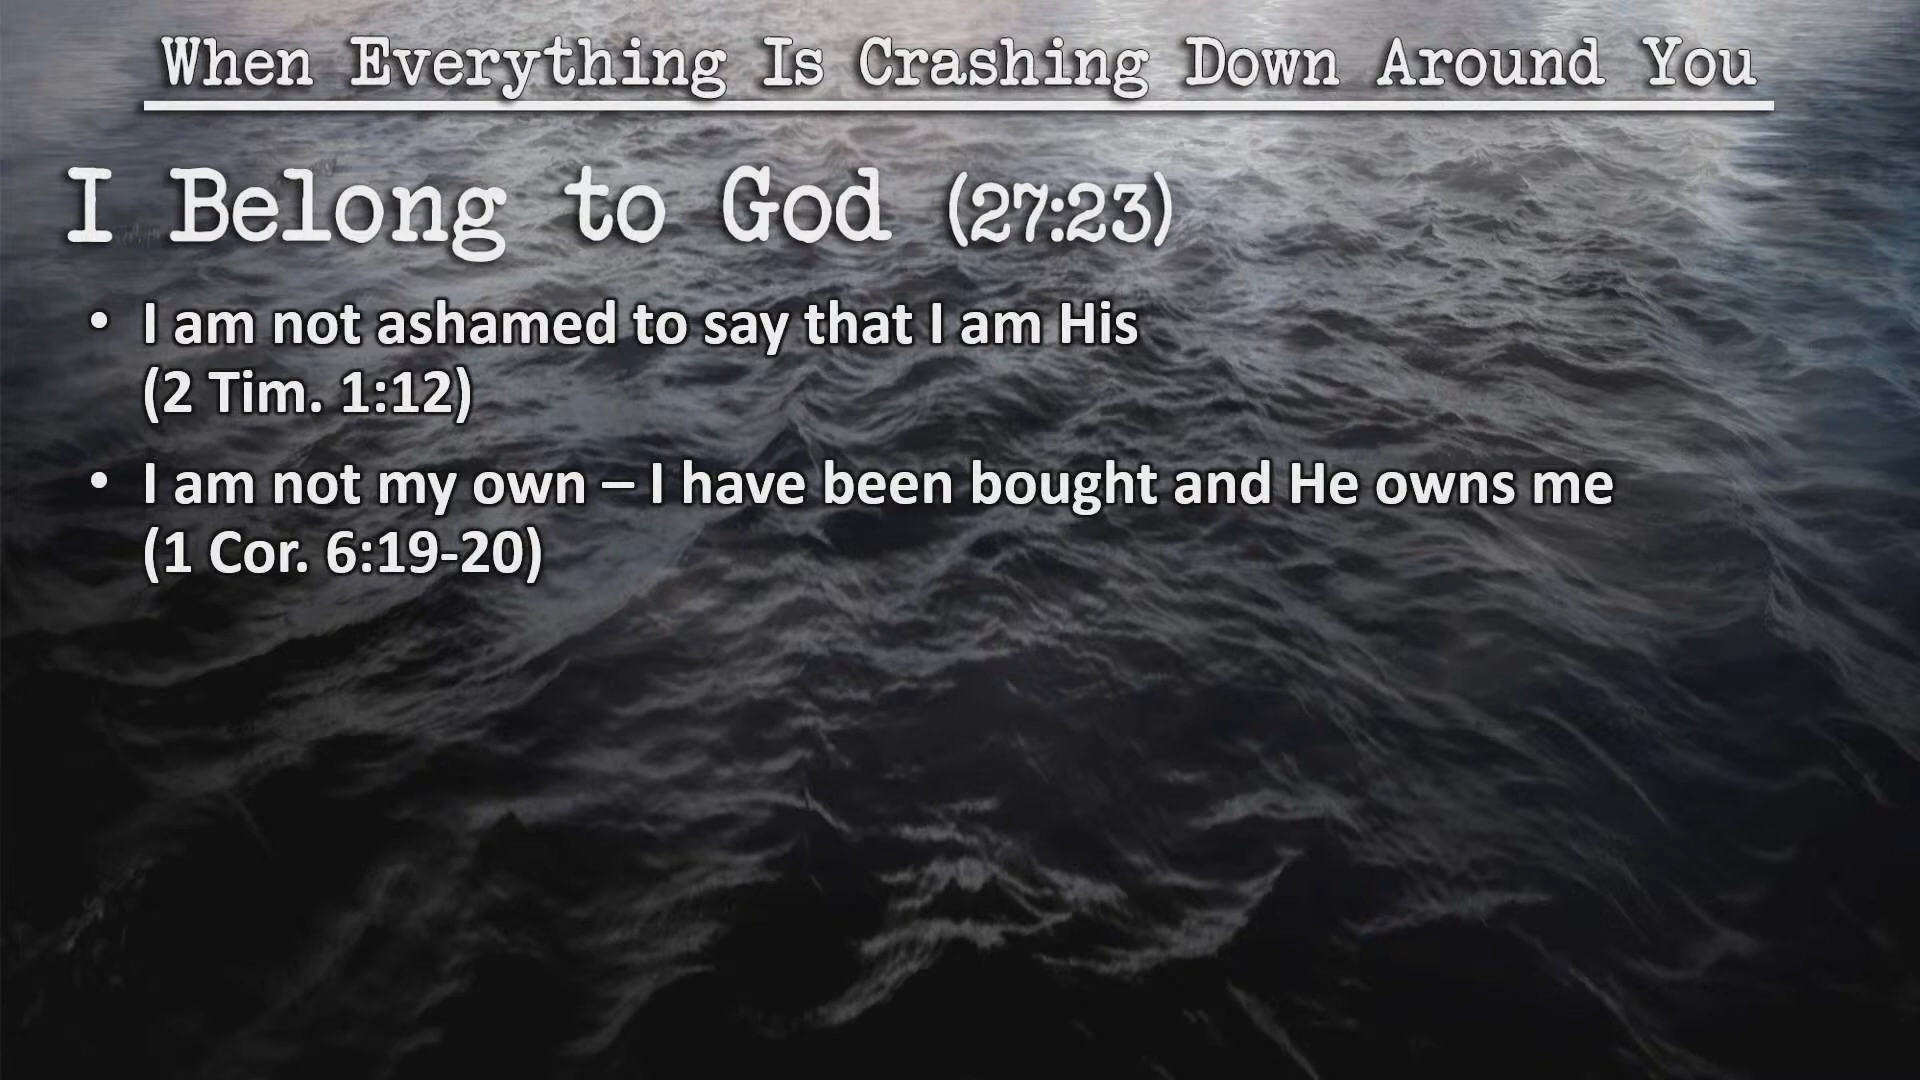 When Everything Is Crashing Down Around You
I Belong to God (27:23)
• I am not ashamed to say that I am His
(2 Tim. 1:12)
• I am not my own – I have been bought and He owns me
(1 Cor. 6:19-20)